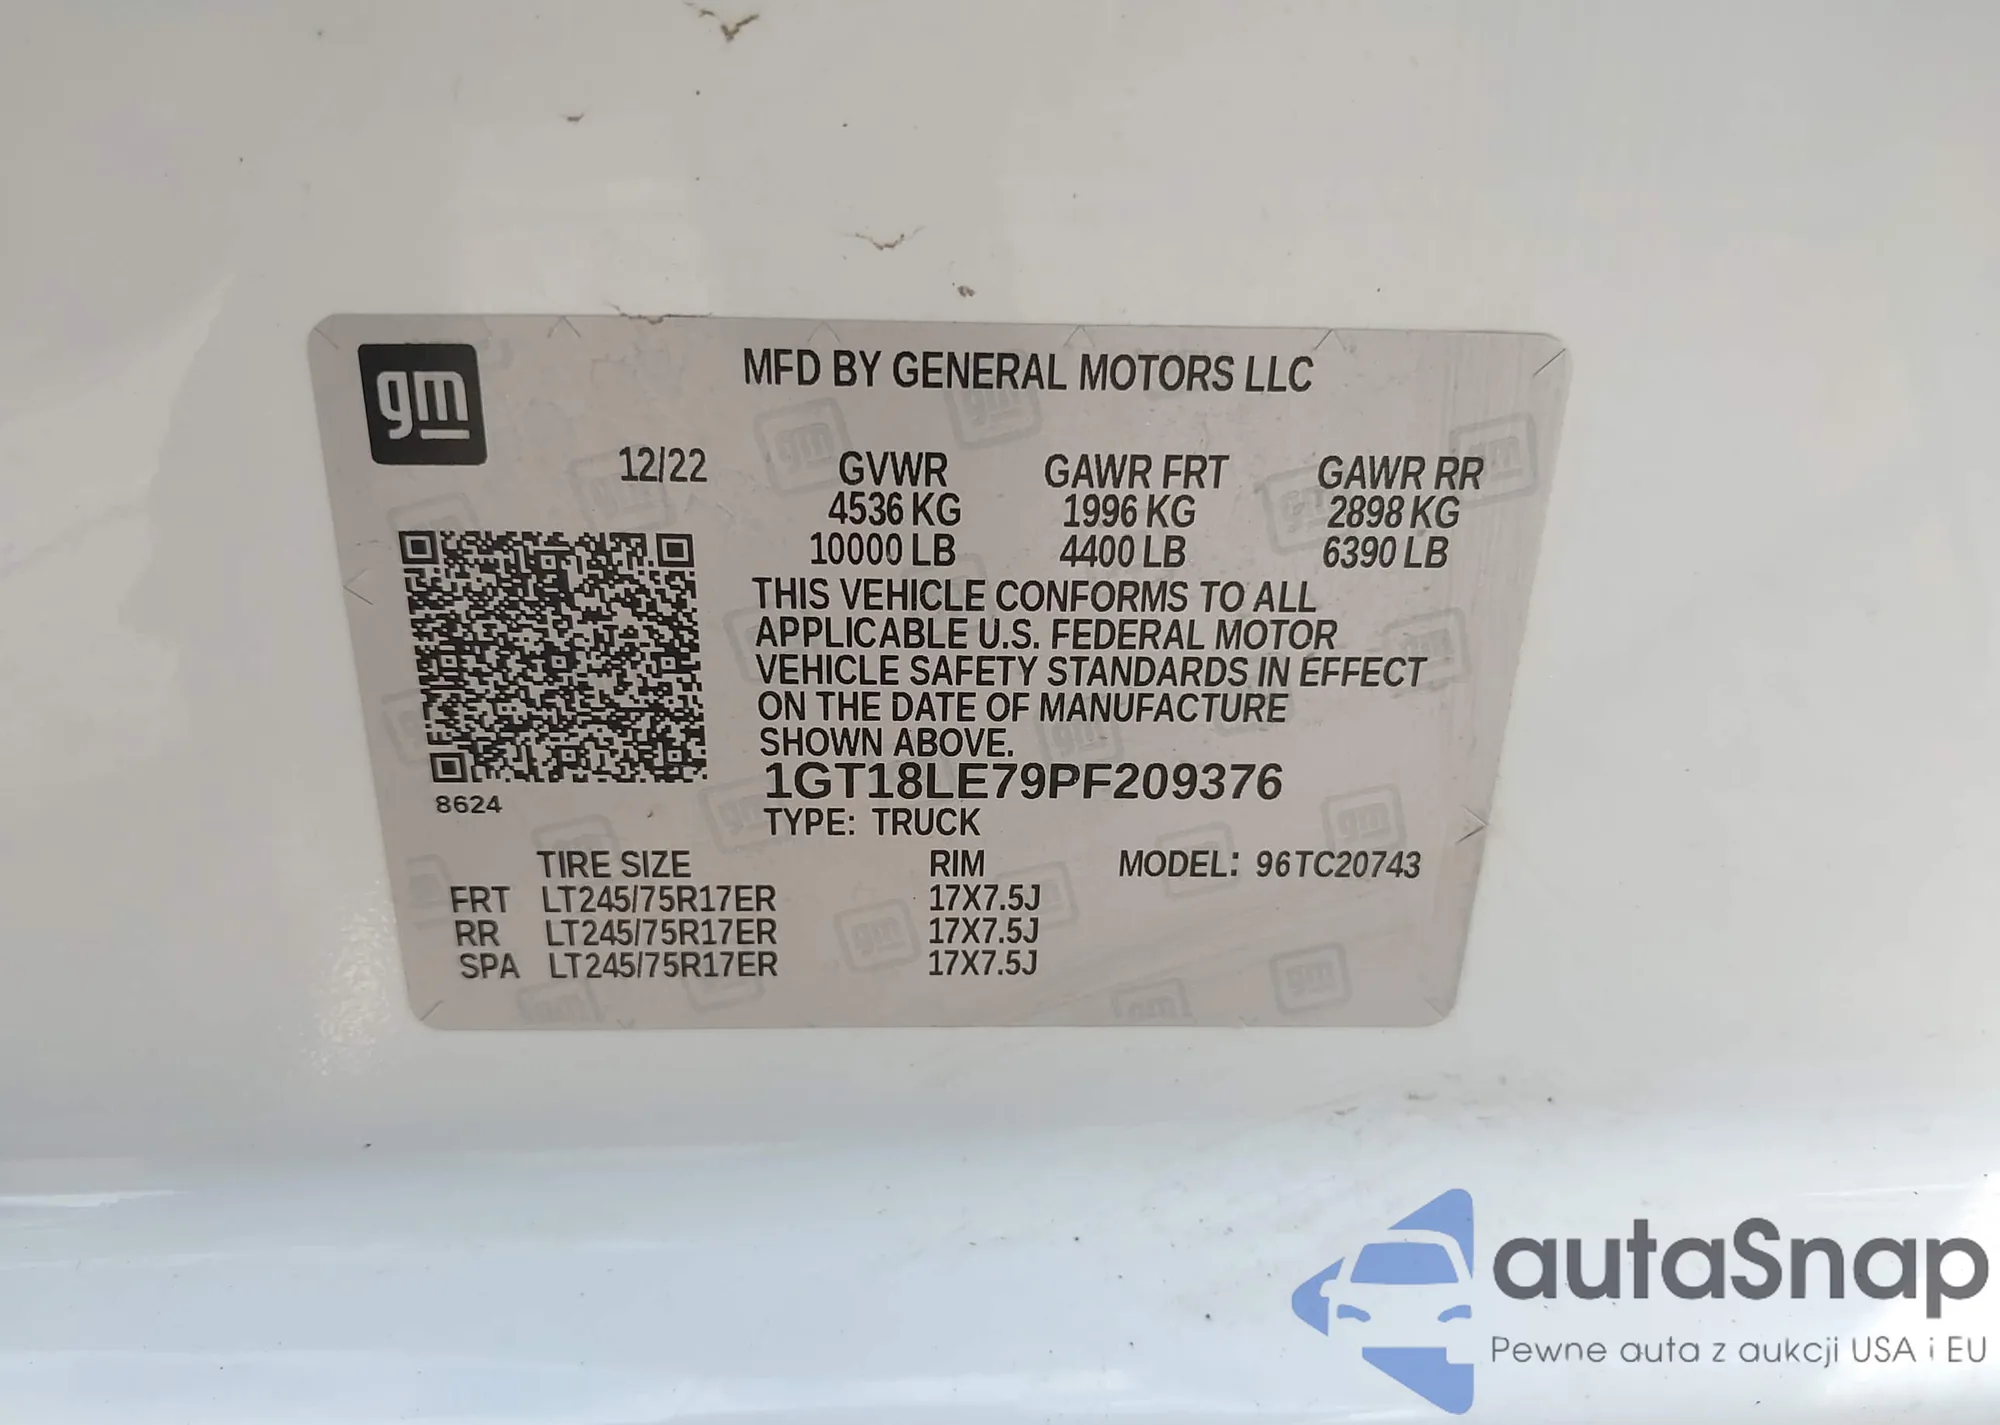 gm
MFD BY GENERAL MOTORS LLC
12/22 GVWR GAWR FRT GAWR RR
4536 KG 1996 KG 2898 KG
10000 LB 4400 LB 6390 LB
THIS VEHICLE CONFORMS TO ALL
APPLICABLE U.S. FEDERAL MOTOR
VEHICLE SAFETY STANDARDS IN EFFECT
ON THE DATE OF MANUFACTURE
SHOWN ABOVE.
1GT18LE79PF209376
8624
TYPE: TRUCK
TIRE SIZE RIM MODEL: 96TC20743
FRT LT245/75R17ER 17X7.5J
RR LT245/75R17ER 17X7.5J
SPA LT245/75R17ER 17X7.5J
autaSnap
Pewne auta z aukcji USA i EU